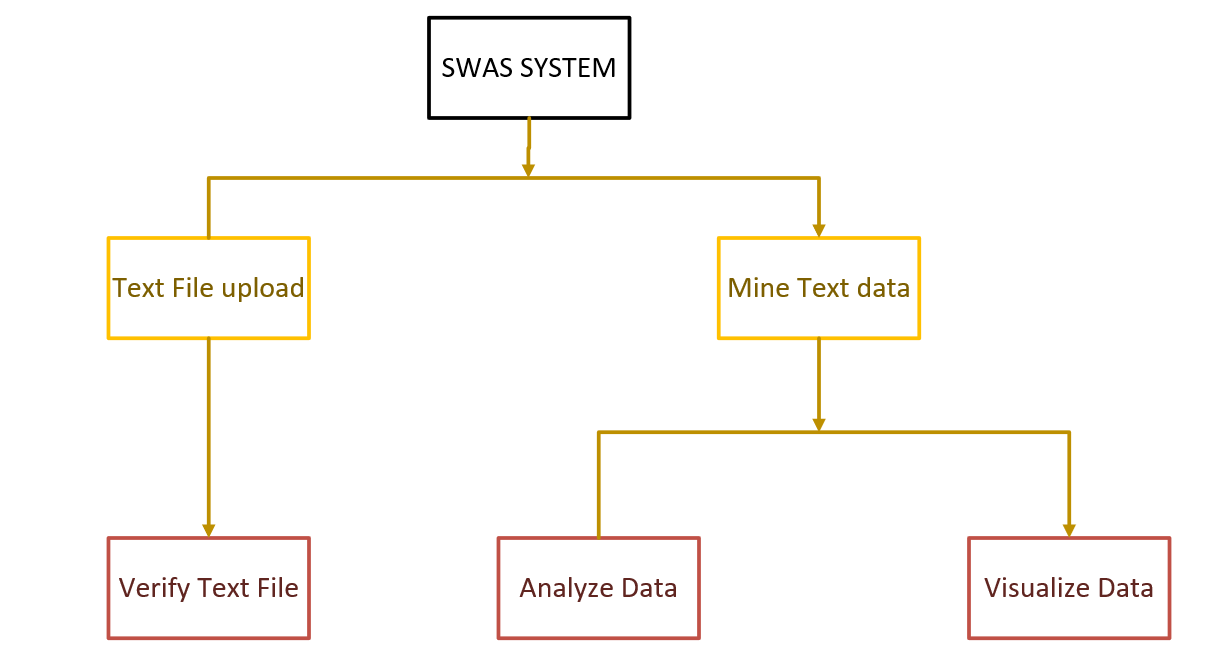 SWAS SYSTEM
Text File upload
Mine Text data
Verify Text File
Analyze Data
Visualize Data